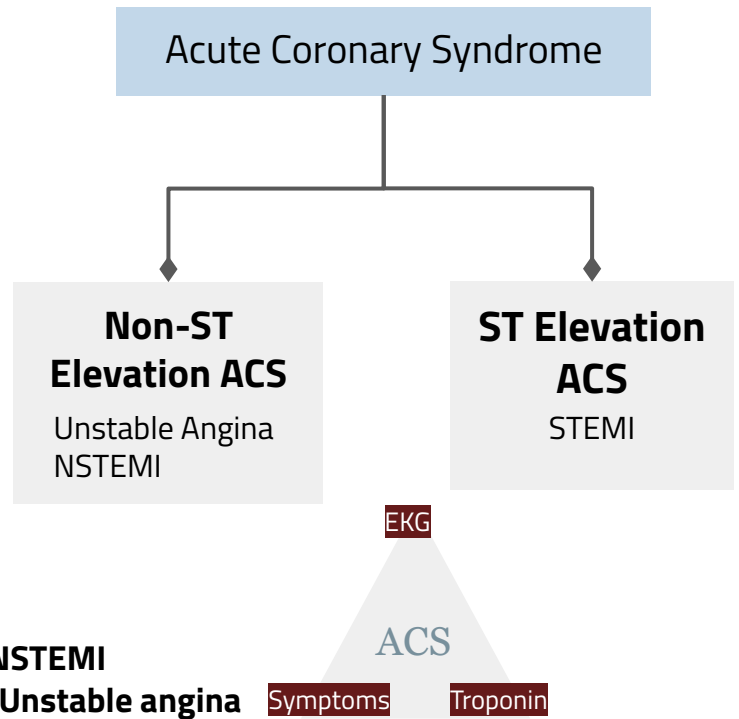 Acute Coronary Syndrome
Non-ST
Elevation ACS
Unstable Angina
NSTEMI
ST Elevation
ACS
STEMI
EKG
ACS
NSTEMI
Unstable angina
Symptoms
Troponin